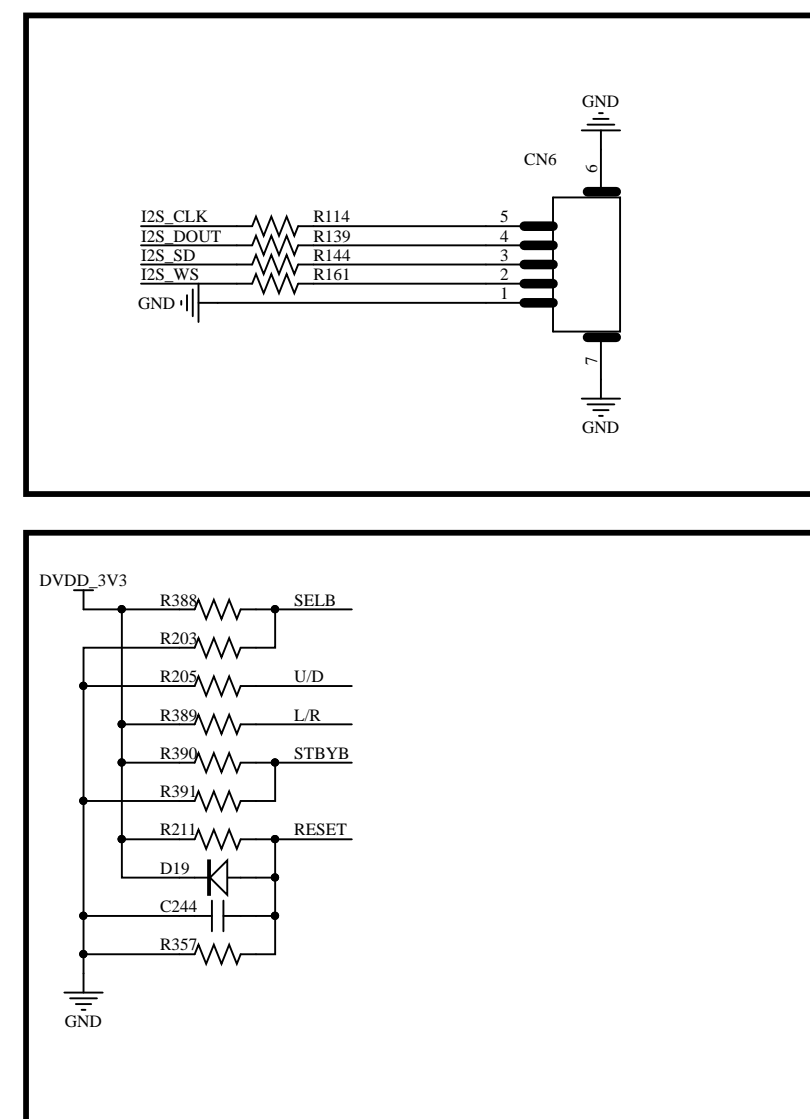 GND
CN6
6
I2S_CLK R114 5
I2S_DOUT R139 4
I2S_SD R144 3
I2S_WS R161 2
GND 1
7
GND
DVDD_3V3
R388 SELB
R203
R205 U/D
R389 L/R
R390 STBYB
R391
R211 RESET
D19
C244
R357
GND